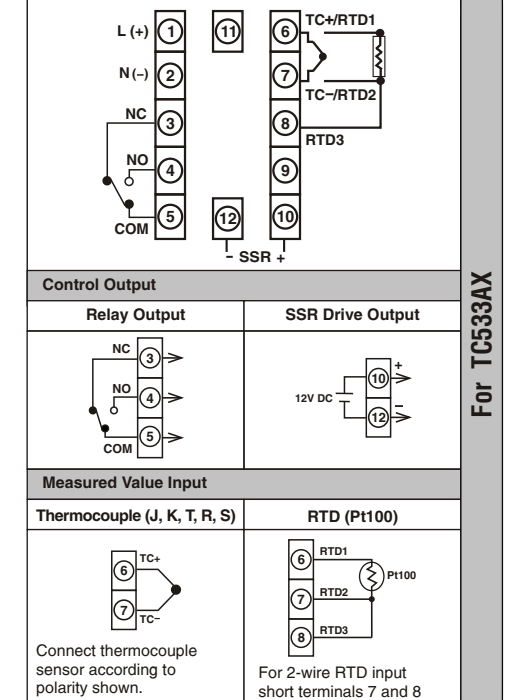 L (+) 1 11 6 TC+/RTD1
N (−) 2 7 TC−/RTD2
NC 3 8 RTD3
NO 4 9
COM 5 12 10
− SSR +
For TC533AX
Control Output
Relay Output
SSR Drive Output
NC 3
NO 4
COM 5
10 +
12V DC
12 −
Measured Value Input
Thermocouple (J, K, T, R, S)
RTD (Pt100)
6 TC+
7 TC−
Connect thermocouple
sensor according to
polarity shown.
6 RTD1
Pt100
7 RTD2
8 RTD3
For 2-wire RTD input
short terminals 7 and 8